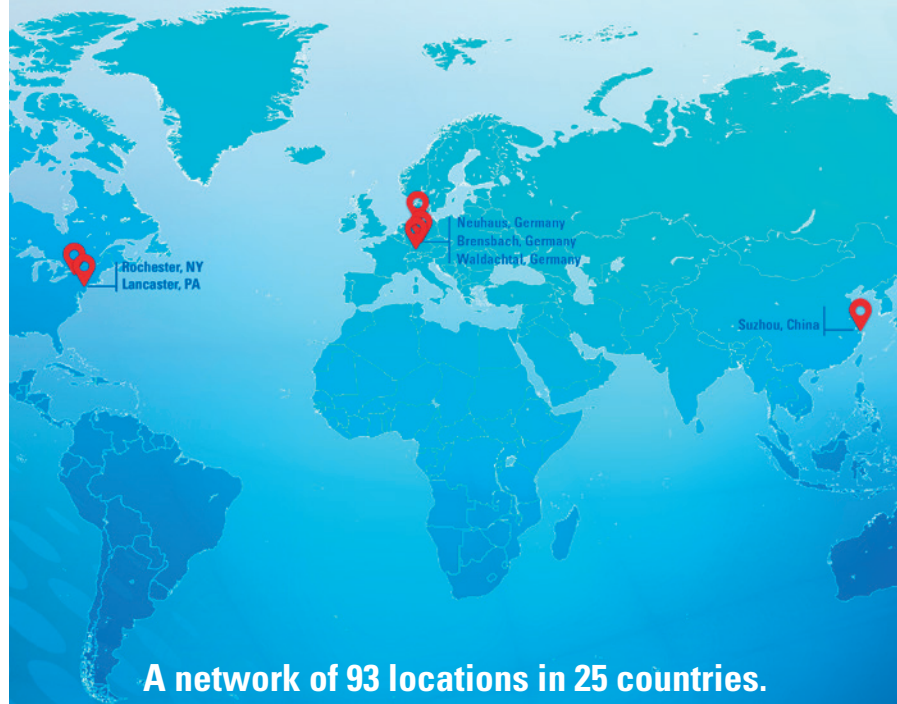 Neuhaus, Germany
Brensbach, Germany
Waldachtal, Germany
Rochester, NY
Lancaster, PA
Suzhou, China
A network of 93 locations in 25 countries.